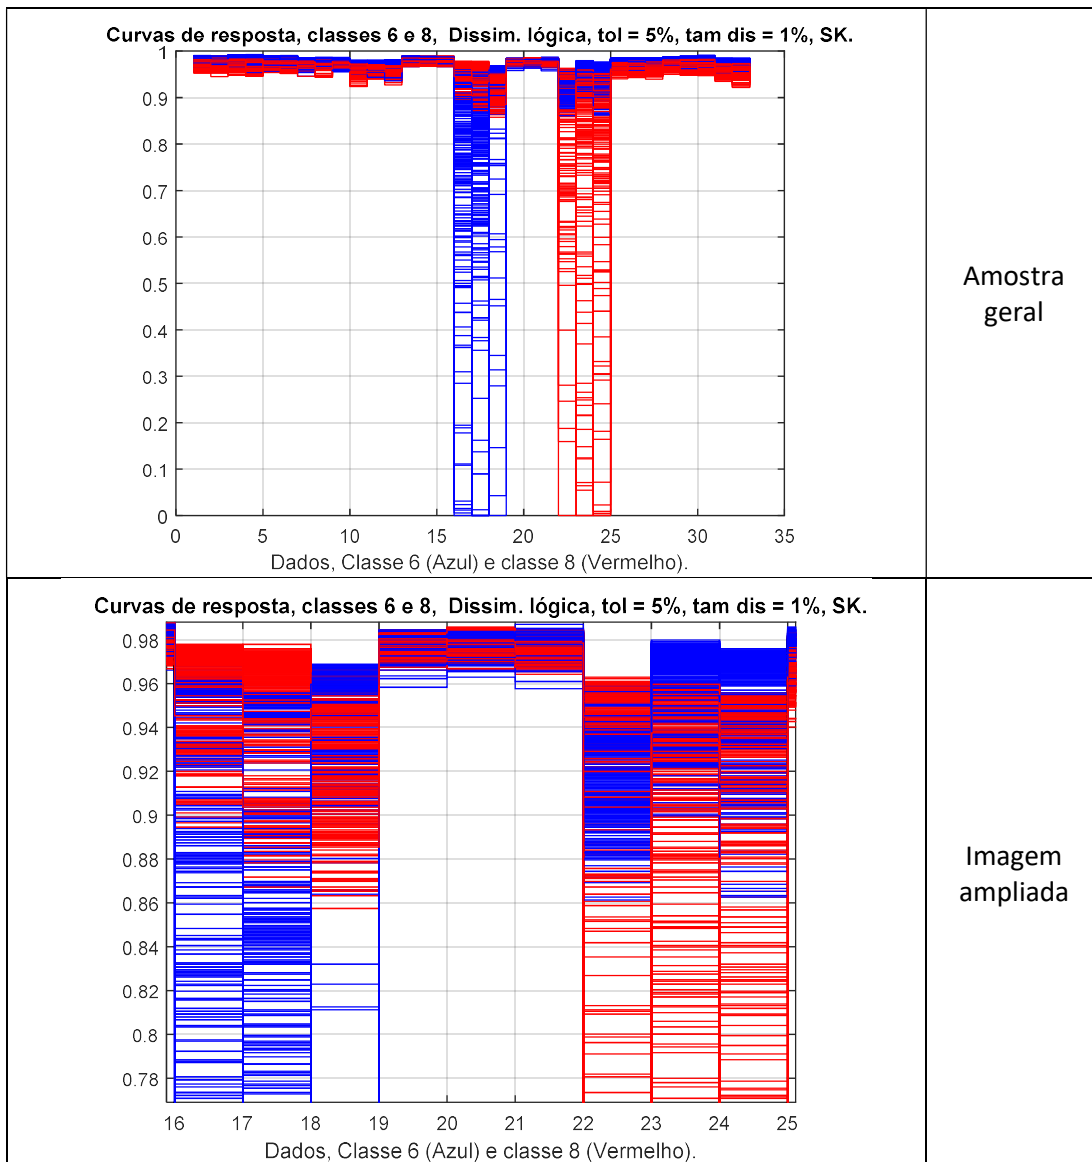 Curvas de resposta, classes 6 e 8,  Dissim. lógica, tol = 5%, tam dis = 1%, SK.
1
0.9
0.8
0.7
0.6
0.5
0.4
0.3
0.2
0.1
0
0 5 10 15 20 25 30 35
Dados, Classe 6 (Azul) e classe 8 (Vermelho).
Amostra
geral
Curvas de resposta, classes 6 e 8,  Dissim. lógica, tol = 5%, tam dis = 1%, SK.
0.98
0.96
0.94
0.92
0.9
0.88
0.86
0.84
0.82
0.8
0.78
16 17 18 19 20 21 22 23 24 25
Dados, Classe 6 (Azul) e classe 8 (Vermelho).
Imagem
ampliada